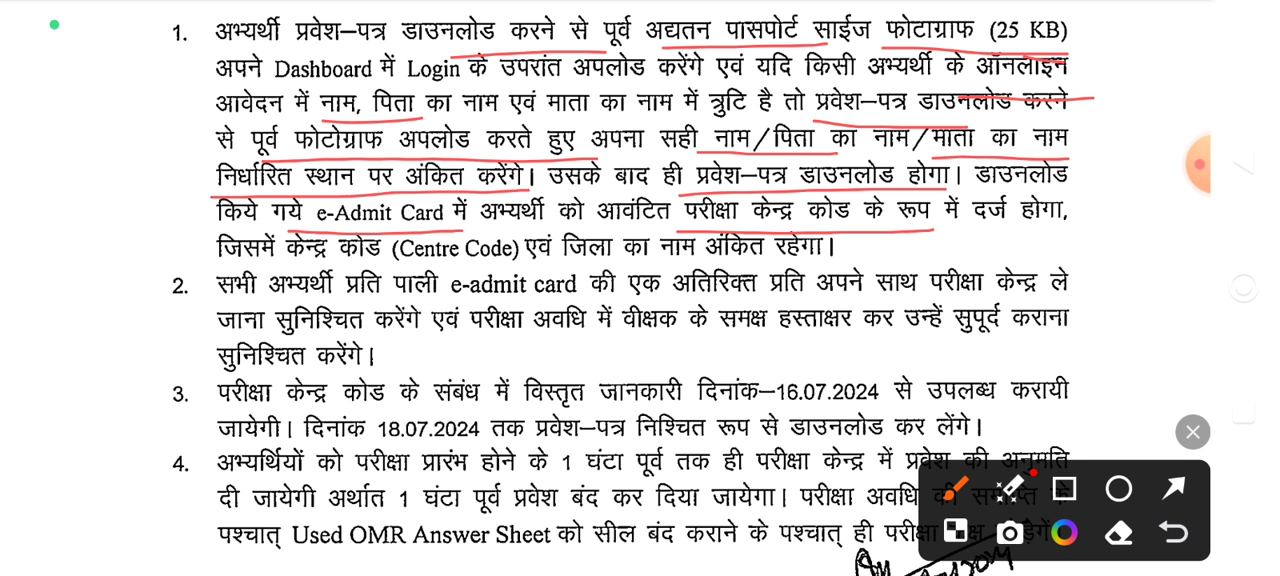 1. अभ्यर्थी प्रवेश–पत्र डाउनलोड करने से पूर्व अद्यतन पासपोर्ट साईज फोटाग्राफ (25 KB)
अपने Dashboard में Login के उपरांत अपलोड करेंगे एवं यदि किसी अभ्यर्थी के ऑनलाइन
आवेदन में नाम, पिता का नाम एवं माता का नाम में त्रुटि है तो प्रवेश–पत्र डाउनलोड करने
से पूर्व फोटोग्राफ अपलोड करते हुए अपना सही नाम/पिता का नाम/माता का नाम
निर्धारित स्थान पर अंकित करेंगे। उसके बाद ही प्रवेश–पत्र डाउनलोड होगा। डाउनलोड
किये गये e-Admit Card में अभ्यर्थी को आवंटित परीक्षा केन्द्र कोड के रूप में दर्ज होगा,
जिसमें केन्द्र कोड (Centre Code) एवं जिला का नाम अंकित रहेगा।
2. सभी अभ्यर्थी प्रति पाली e-admit card की एक अतिरिक्त प्रति अपने साथ परीक्षा केन्द्र ले
जाना सुनिश्चित करेंगे एवं परीक्षा अवधि में वीक्षक के समक्ष हस्ताक्षर कर उन्हें सुपूर्द कराना
सुनिश्चित करेंगे।
3. परीक्षा केन्द्र कोड के संबंध में विस्तृत जानकारी दिनांक–16.07.2024 से उपलब्ध करायी
जायेगी। दिनांक 18.07.2024 तक प्रवेश–पत्र निश्चित रूप से डाउनलोड कर लेंगे।
4. अभ्यर्थियों को परीक्षा प्रारंभ होने के 1 घंटा पूर्व तक ही परीक्षा केन्द्र में प्रवेश की अनुमति
दी जायेगी अर्थात 1 घंटा पूर्व प्रवेश बंद कर दिया जायेगा। परीक्षा अवधि
पश्चात् Used OMR Answer Sheet को सील बंद कराने के पश्चात् ही